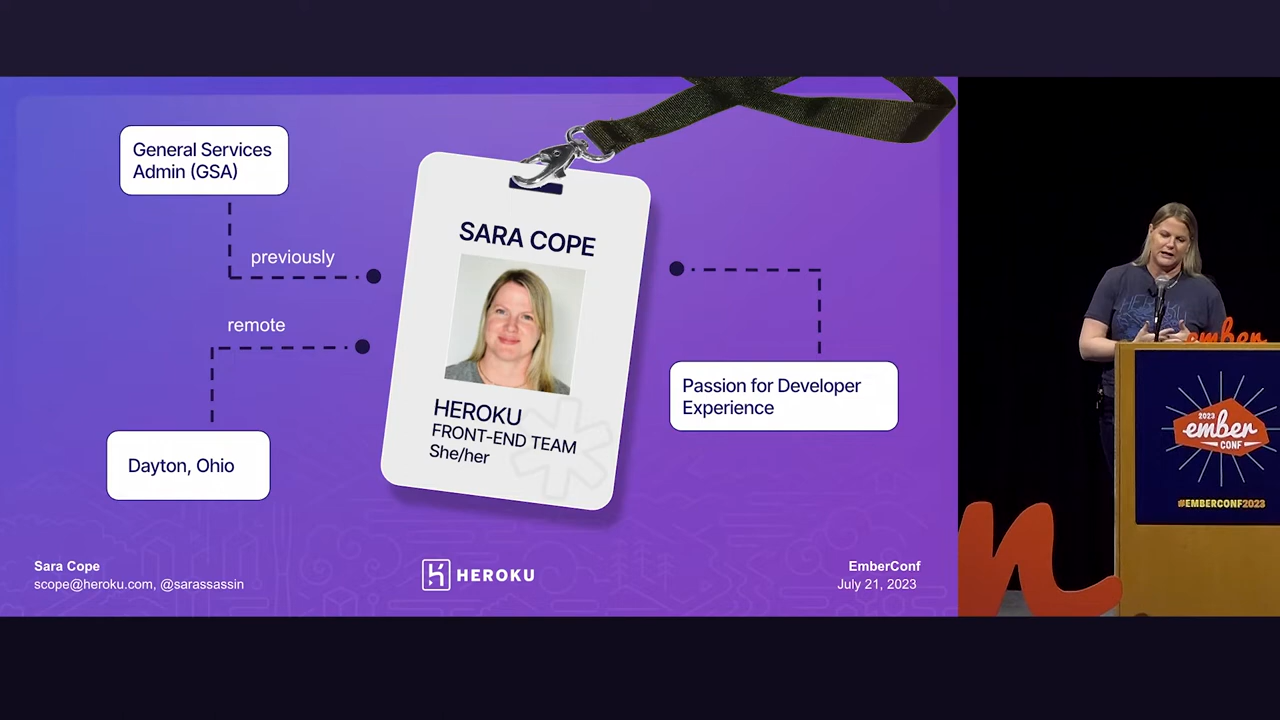 General Services
Admin (GSA)
previously
remote
Dayton, Ohio
SARA COPE
HEROKU
FRONT-END TEAM
She/her
Passion for Developer
Experience
Sara Cope
scope@heroku.com, @sarassassin
HEROKU
EmberConf
July 21, 2023
ember
2023
ember
CONF
#EMBERCONF2023
n